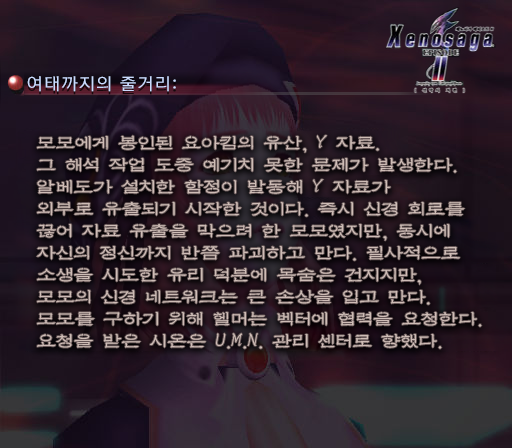 Xenosaga
EPISODE
II
여태까지의 줄거리:
모모에게 봉인된 요아킴의 유산, Y 자료.
그 해석 작업 도중 예기치 못한 문제가 발생한다.
알베도가 설치한 함정이 발동해 Y 자료가
외부로 유출되기 시작한 것이다. 즉시 신경 회로를
끊어 자료 유출을 막으려 한 모모였지만, 동시에
자신의 정신까지 반쯤 파괴하고 만다. 필사적으로
소생을 시도한 유리 덕분에 목숨은 건지지만,
모모의 신경 네트워크는 큰 손상을 입고 만다.
모모를 구하기 위해 헬머는 벡터에 협력을 요청한다.
요청을 받은 시온은 U.M.N. 관리 센터로 향했다.